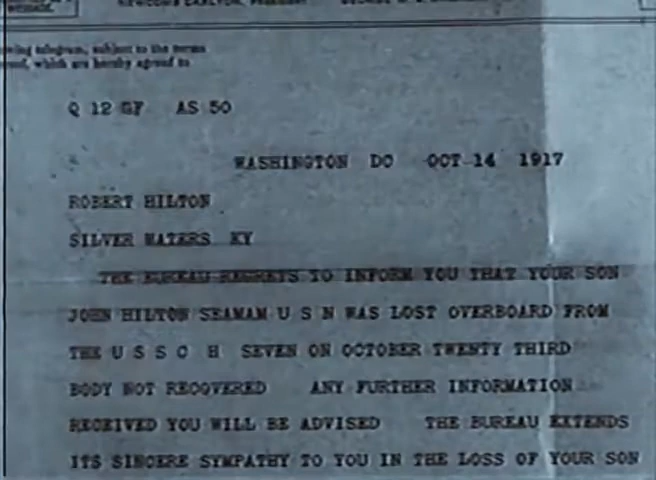 owing telegram, subject to the terms
hereof, which are hereby agreed to
Q 12 GF AS 50
WASHINGTON DC OCT 14 1917
ROBERT HILTON
SILVER WATERS KY
THE BUREAU REGRETS TO INFORM YOU THAT YOUR SON
JOHN HILTON SEAMAM U S N WAS LOST OVERBOARD FROM
THE U S S C H SEVEN ON OCTOBER TWENTY THIRD
BODY NOT RECOVERED ANY FURTHER INFORMATION
RECEIVED YOU WILL BE ADVISED THE BUREAU EXTENDS
ITS SINCERE SYMPATHY TO YOU IN THE LOSS OF YOUR SON